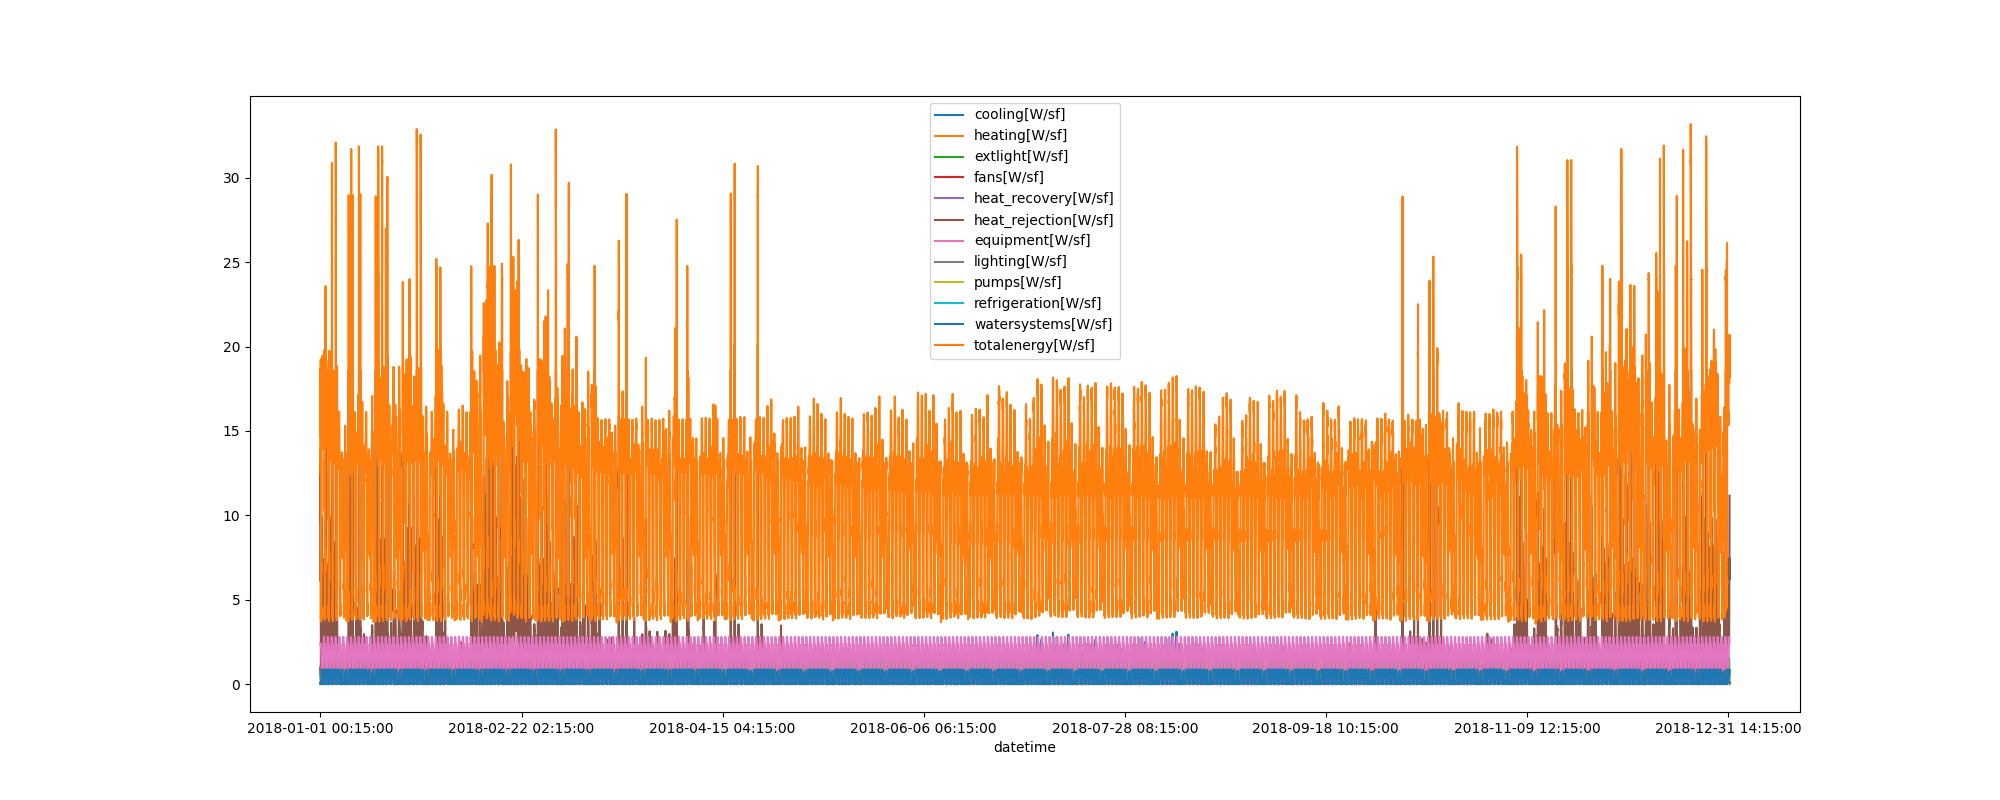 cooling[W/sf]
heating[W/sf]
extlight[W/sf]
fans[W/sf]
heat_recovery[W/sf]
heat_rejection[W/sf]
equipment[W/sf]
lighting[W/sf]
pumps[W/sf]
refrigeration[W/sf]
watersystems[W/sf]
totalenergy[W/sf]
30
25
20
15
10
5
0
2018-01-01 00:15:00 2018-02-22 02:15:00 2018-04-15 04:15:00 2018-06-06 06:15:00 2018-07-28 08:15:00 2018-09-18 10:15:00 2018-11-09 12:15:00 2018-12-31 14:15:00
datetime